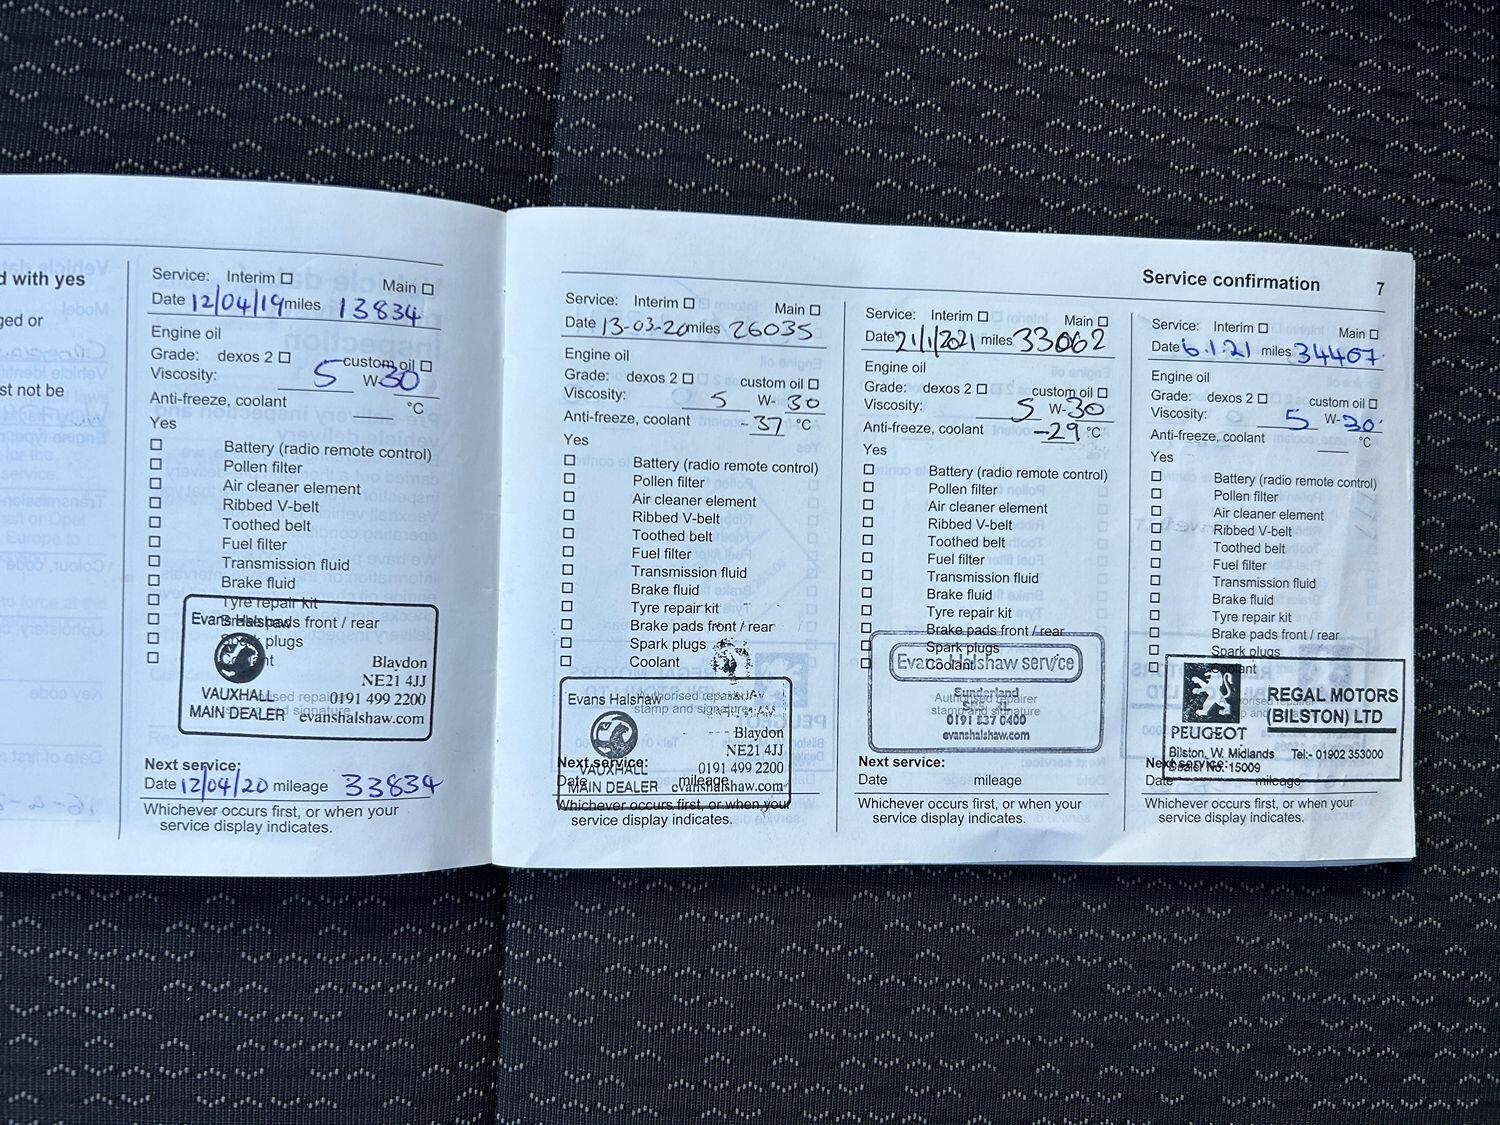 d with yes
ged or
st not be
Service: Interim ☐ Main ☐
Date 12/04/19 miles 13834
Engine oil
Grade: dexos 2 ☐ custom oil ☐
Viscosity: 5 W-30
Anti-freeze, coolant °C
Yes
☐ Battery (radio remote control)
☐ Pollen filter
☐ Air cleaner element
☐ Ribbed V-belt
☐ Toothed belt
☐ Fuel filter
☐ Transmission fluid
☐ Brake fluid
☐ Tyre repair kit
☐ Brake pads front / rear
☐ Spark plugs
☐ Coolant
Evans Halshaw
Blaydon
NE21 4JJ
VAUXHALL 0191 499 2200
MAIN DEALER evanshalshaw.com
Next service:
Date 12/04/20 mileage 33834
Whichever occurs first, or when your
service display indicates.
Service confirmation 7
Service: Interim ☐ Main ☐
Date 13-03-20 miles 26035
Engine oil
Grade: dexos 2 ☐ custom oil ☐
Viscosity: 5 W-30
Anti-freeze, coolant -37 °C
Yes
☐ Battery (radio remote control)
☐ Pollen filter
☐ Air cleaner element
☐ Ribbed V-belt
☐ Toothed belt
☐ Fuel filter
☐ Transmission fluid
☐ Brake fluid
☐ Tyre repair kit
☐ Brake pads front / rear
☐ Spark plugs
☐ Coolant
Authorised repairer
stamp and signature
Evans Halshaw
Blaydon
NE21 4JJ
VAUXHALL 0191 499 2200
MAIN DEALER evanshalshaw.com
Next service:
Date mileage
Whichever occurs first, or when your
service display indicates.
Service: Interim ☐ Main ☐
Date 21/1/2021 miles 33062
Engine oil
Grade: dexos 2 ☐ custom oil ☐
Viscosity: 5 W-30
Anti-freeze, coolant -29 °C
Yes
☐ Battery (radio remote control)
☐ Pollen filter
☐ Air cleaner element
☐ Ribbed V-belt
☐ Toothed belt
☐ Fuel filter
☐ Transmission fluid
☐ Brake fluid
☐ Tyre repair kit
☐ Brake pads front / rear
☐ Spark plugs
☐ Coolant
Evans Halshaw service
Authorised repairer
stamp and signature
Sunderland
0191 837 0400
evanshalshaw.com
Next service:
Date mileage
Whichever occurs first, or when your
service display indicates.
Service: Interim ☐ Main ☐
Date 6.1.21 miles 34467
Engine oil
Grade: dexos 2 ☐ custom oil ☐
Viscosity: 5 W-30
Anti-freeze, coolant °C
Yes
☐ Battery (radio remote control)
☐ Pollen filter
☐ Air cleaner element
☐ Ribbed V-belt
☐ Toothed belt
☐ Fuel filter
☐ Transmission fluid
☐ Brake fluid
☐ Tyre repair kit
☐ Brake pads front / rear
☐ Spark plugs
☐ Coolant
REGAL MOTORS
(BILSTON) LTD
PEUGEOT
Bilston, W. Midlands Tel:- 01902 353000
Dealer No. 15009
Next service:
Date mileage
Whichever occurs first, or when your
service display indicates.